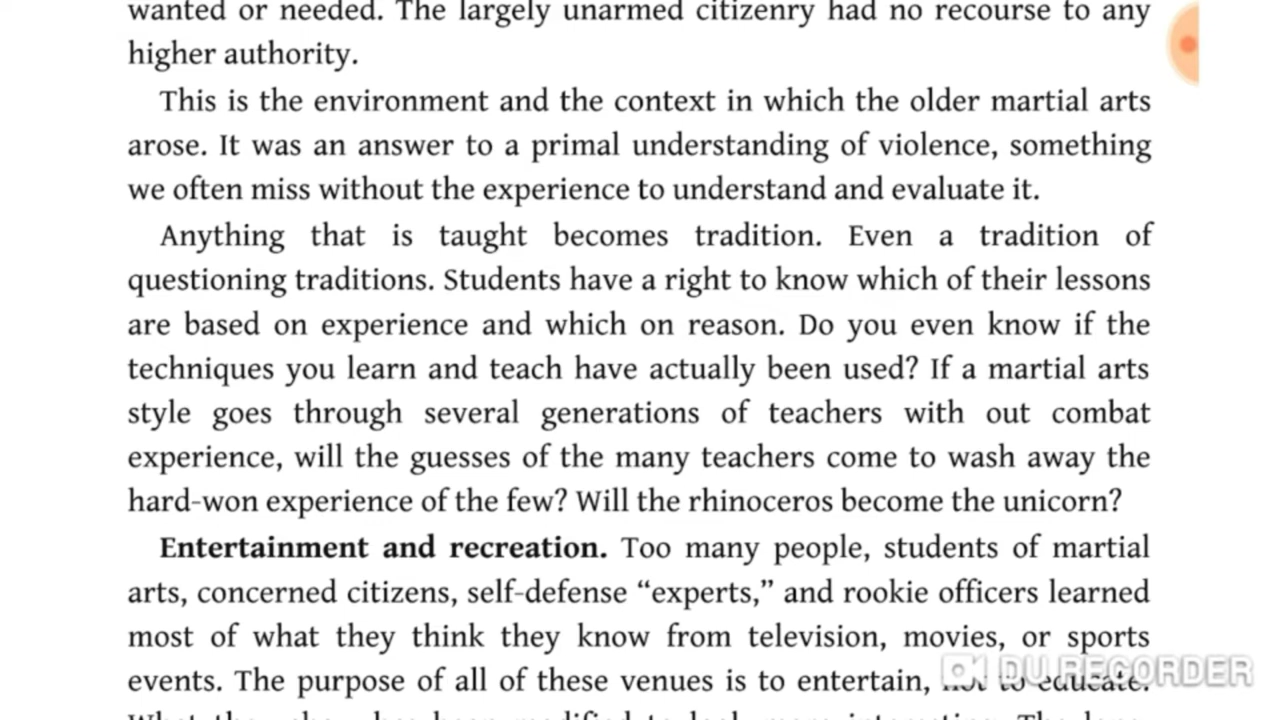 wanted or needed. The largely unarmed citizenry had no recourse to any
higher authority.
This is the environment and the context in which the older martial arts
arose. It was an answer to a primal understanding of violence, something
we often miss without the experience to understand and evaluate it.
Anything that is taught becomes tradition. Even a tradition of
questioning traditions. Students have a right to know which of their lessons
are based on experience and which on reason. Do you even know if the
techniques you learn and teach have actually been used? If a martial arts
style goes through several generations of teachers with out combat
experience, will the guesses of the many teachers come to wash away the
hard-won experience of the few? Will the rhinoceros become the unicorn?
Entertainment and recreation. Too many people, students of martial
arts, concerned citizens, self-defense “experts,” and rookie officers learned
most of what they think they know from television, movies, or sports
events. The purpose of all of these venues is to entertain, not to educate.
DU RECORDER